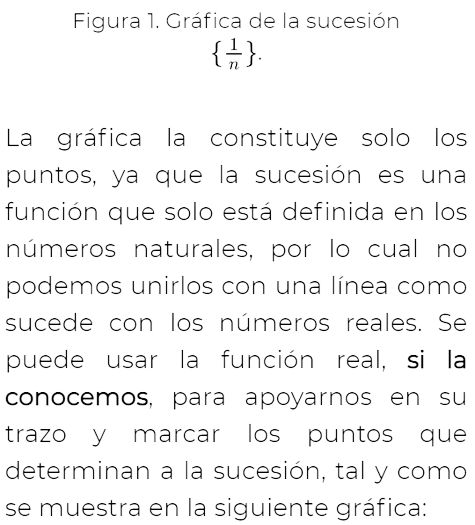 Figura 1. Gráfica de la sucesión
{1/n}.
La gráfica la constituye solo los
puntos, ya que la sucesión es una
función que solo está definida en los
números naturales, por lo cual no
podemos unirlos con una línea como
sucede con los números reales. Se
puede usar la función real, si la
conocemos, para apoyarnos en su
trazo y marcar los puntos que
determinan a la sucesión, tal y como
se muestra en la siguiente gráfica: